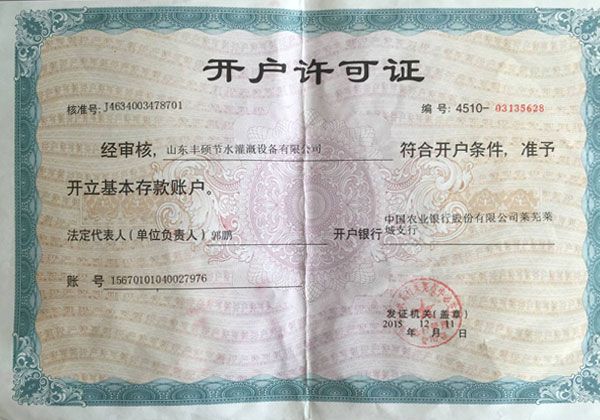 开户许可证
核准号: J4634003478701
编号: 4510-03135628
经审核, 山东丰硕节水灌溉设备有限公司 符合开户条件, 准予
开立基本存款账户。
法定代表人(单位负责人) 郭鹏 开户银行 中国农业银行股份有限公司莱芜莱
城支行
账 号 15670101040027976
发证机关(盖章)
2015 12 11
年 月 日